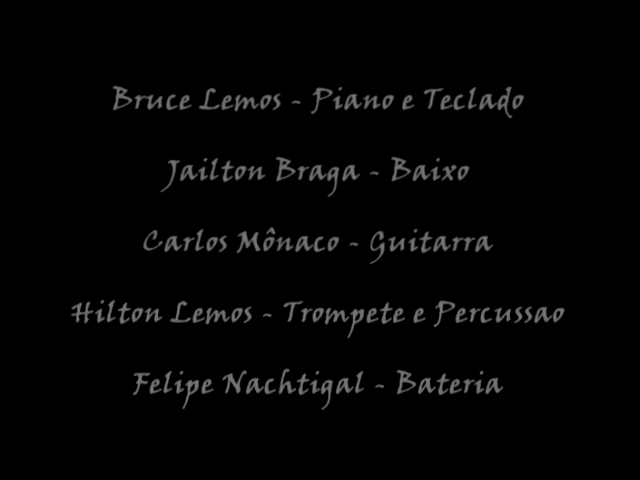 Bruce Lemos - Piano e Teclado
Jailton Braga - Baixo
Carlos Mônaco - Guitarra
Hilton Lemos - Trompete e Percussao
Felipe Nachtigal - Bateria